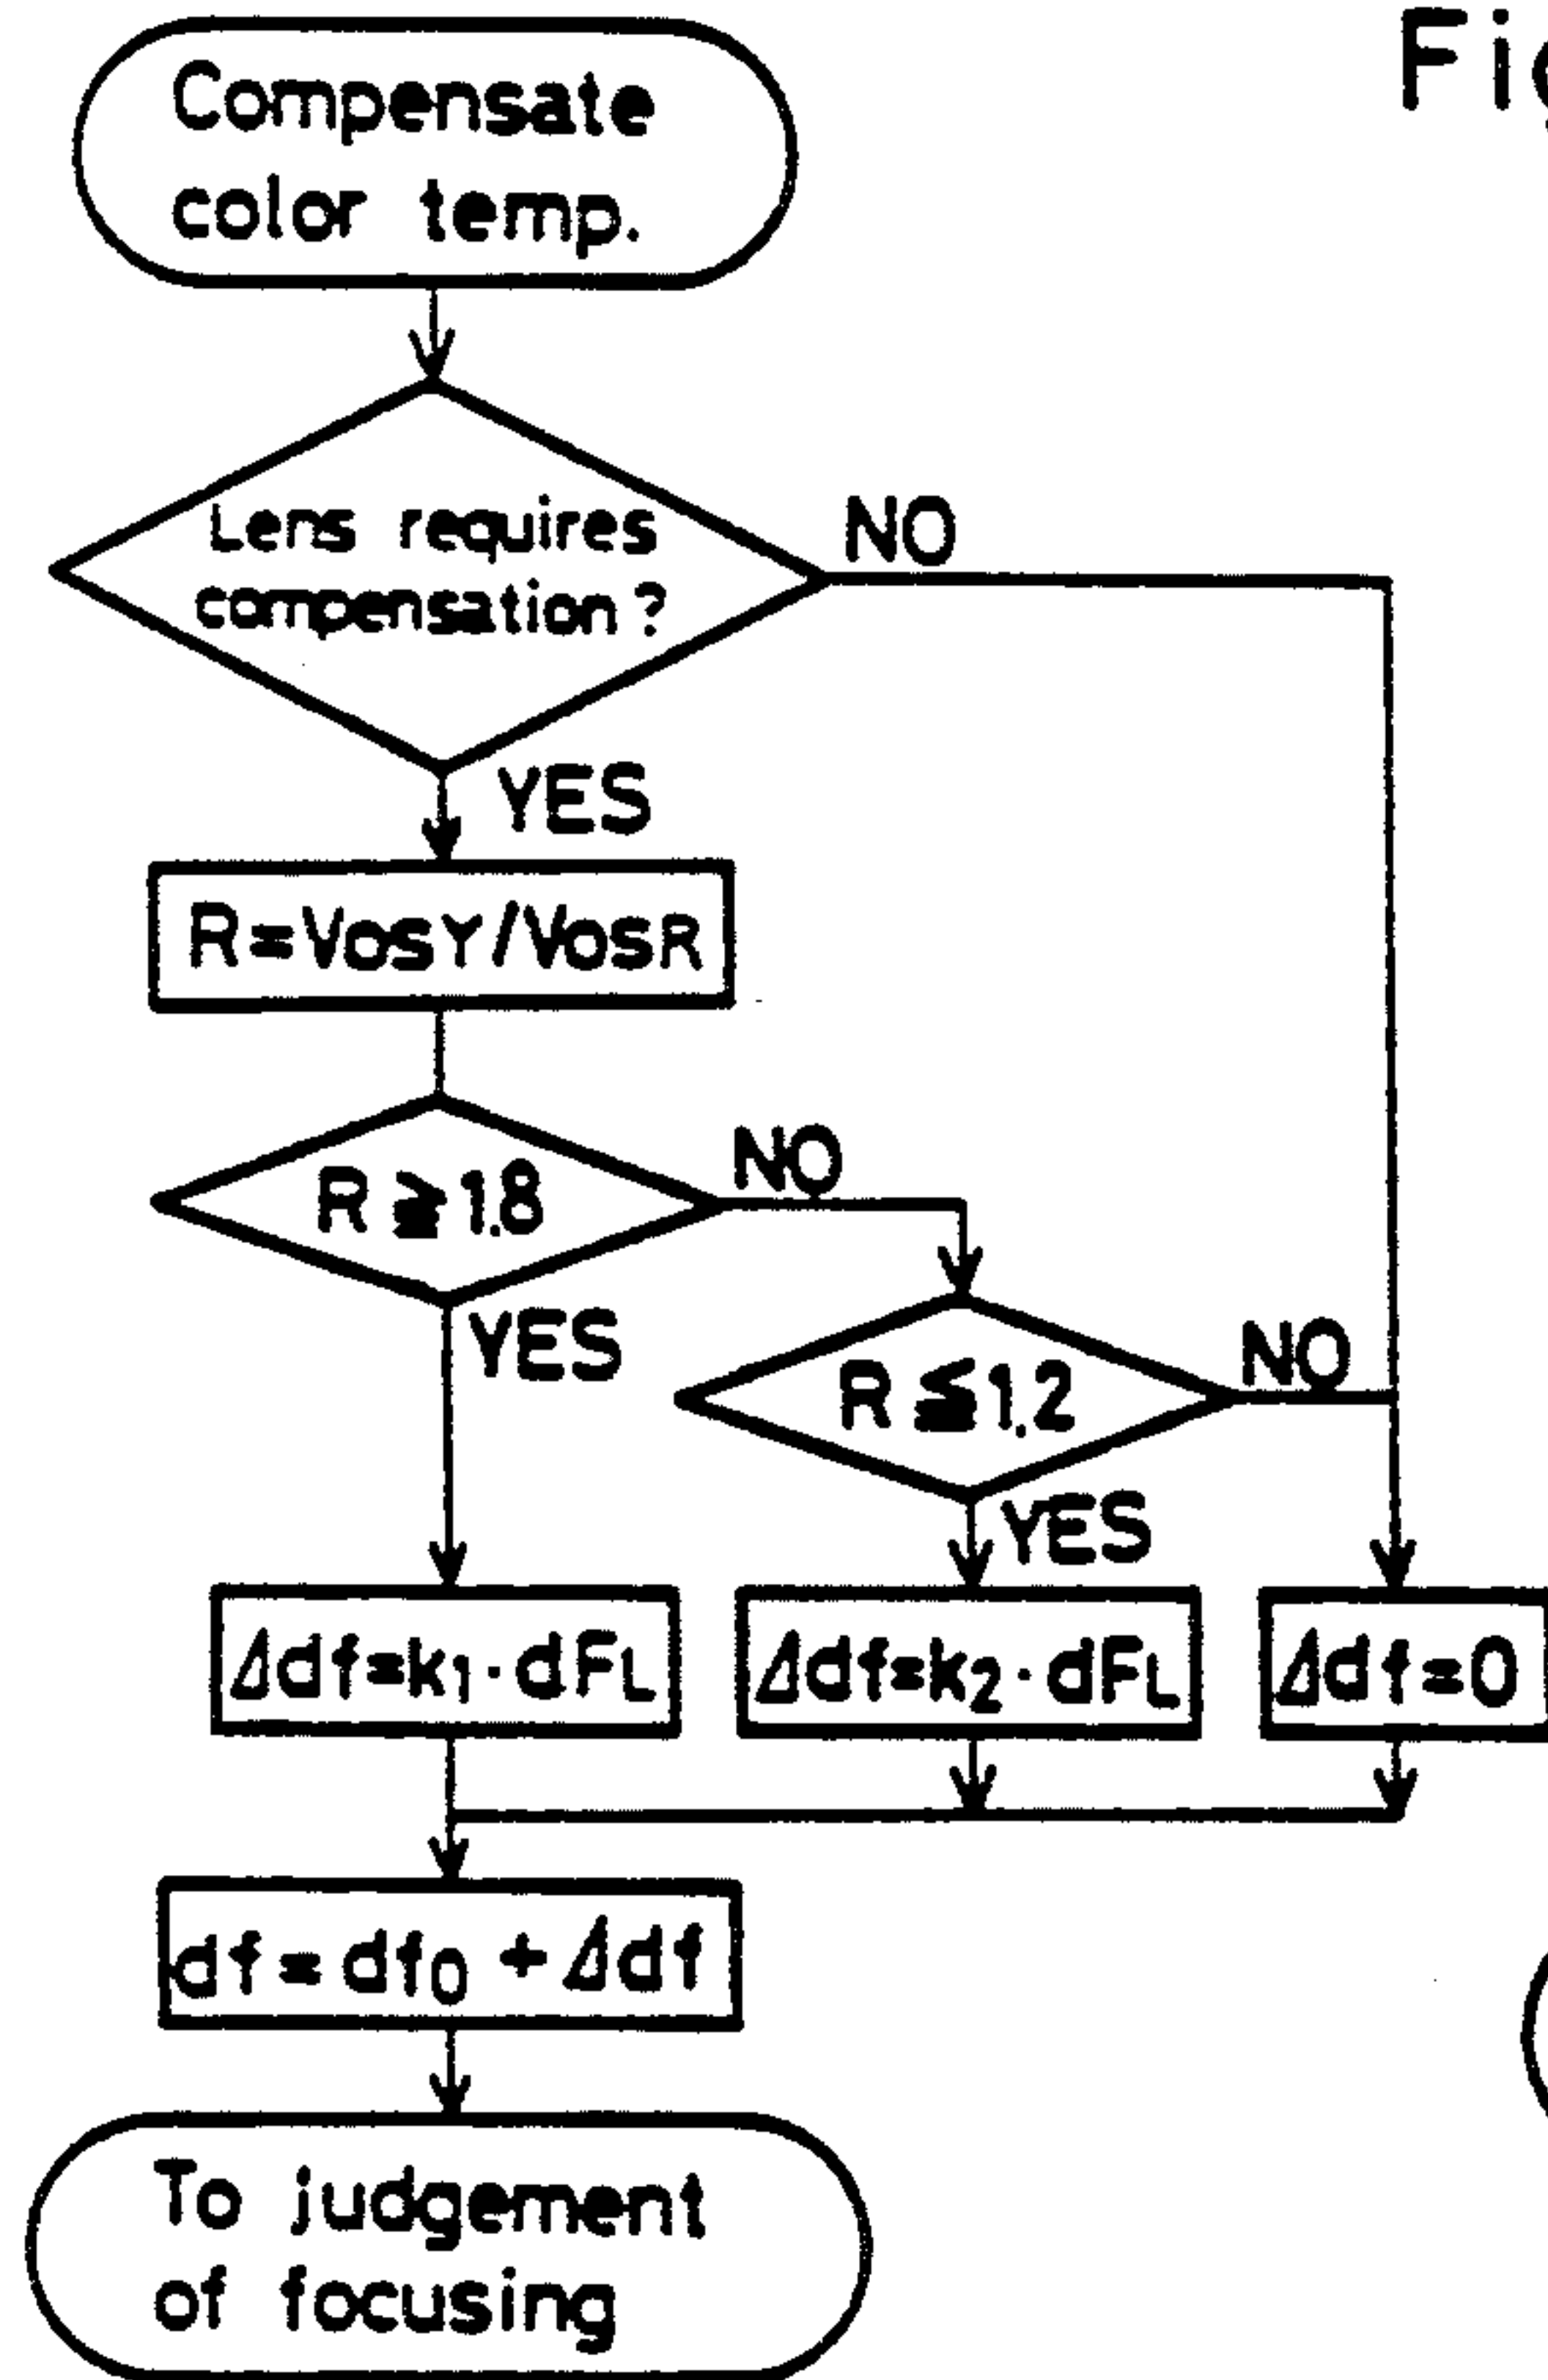 Fig
Compensate
color temp.
Lens requires
compensation?
NO
YES
R=VOSY/VOSR
R≧1.8
NO
YES
R≦1.2
NO
YES
Δdf=k₁·dFL
Δdf=k₂·dFL
Δdf=0
df=df₀+Δdf
To judgement
of focusing